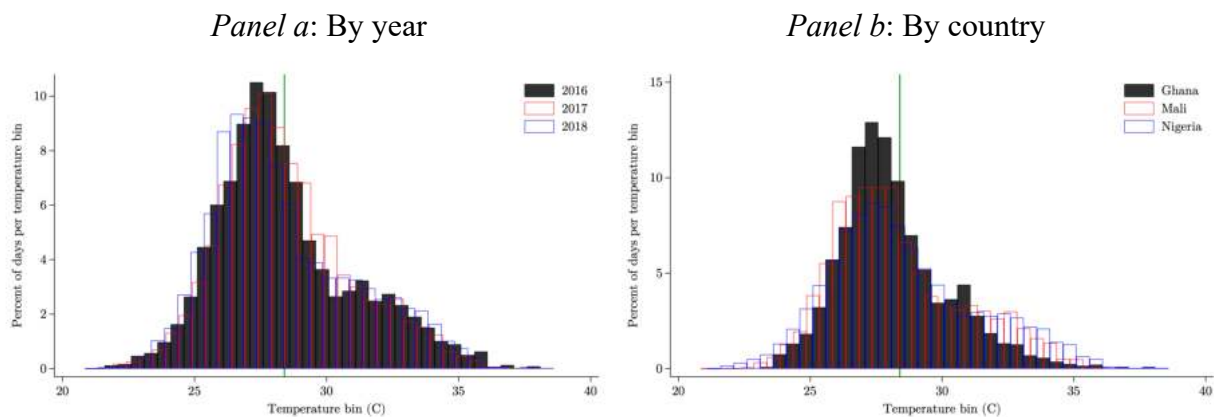 Panel a: By year
Percent of days per temperature bin
10
8
6
4
2
0
20 25 30 35 40
Temperature bin (C)
2016
2017
2018
Panel b: By country
Percent of days per temperature bin
15
10
5
0
20 25 30 35 40
Temperature bin (C)
Ghana
Mali
Nigeria